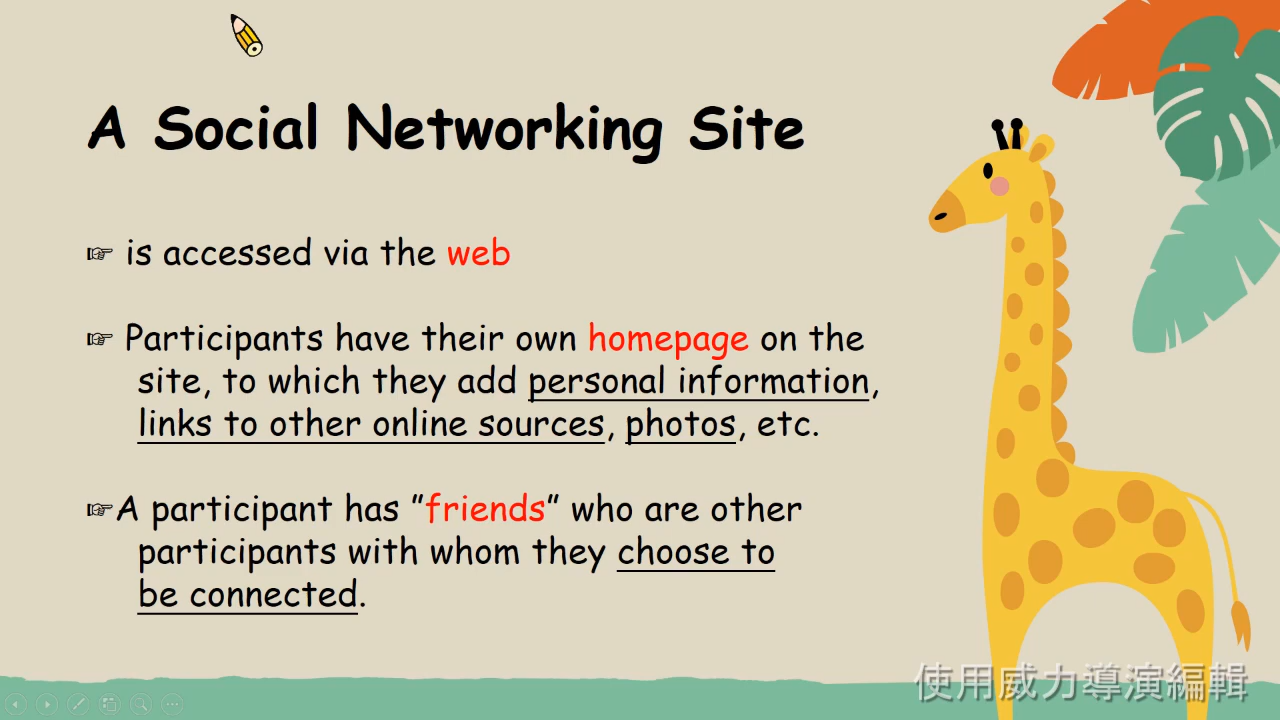 A Social Networking Site
☞ is accessed via the web
☞ Participants have their own homepage on the
site, to which they add personal information,
links to other online sources, photos, etc.
☞A participant has ”friends” who are other
participants with whom they choose to
be connected.
使用威力導演編輯